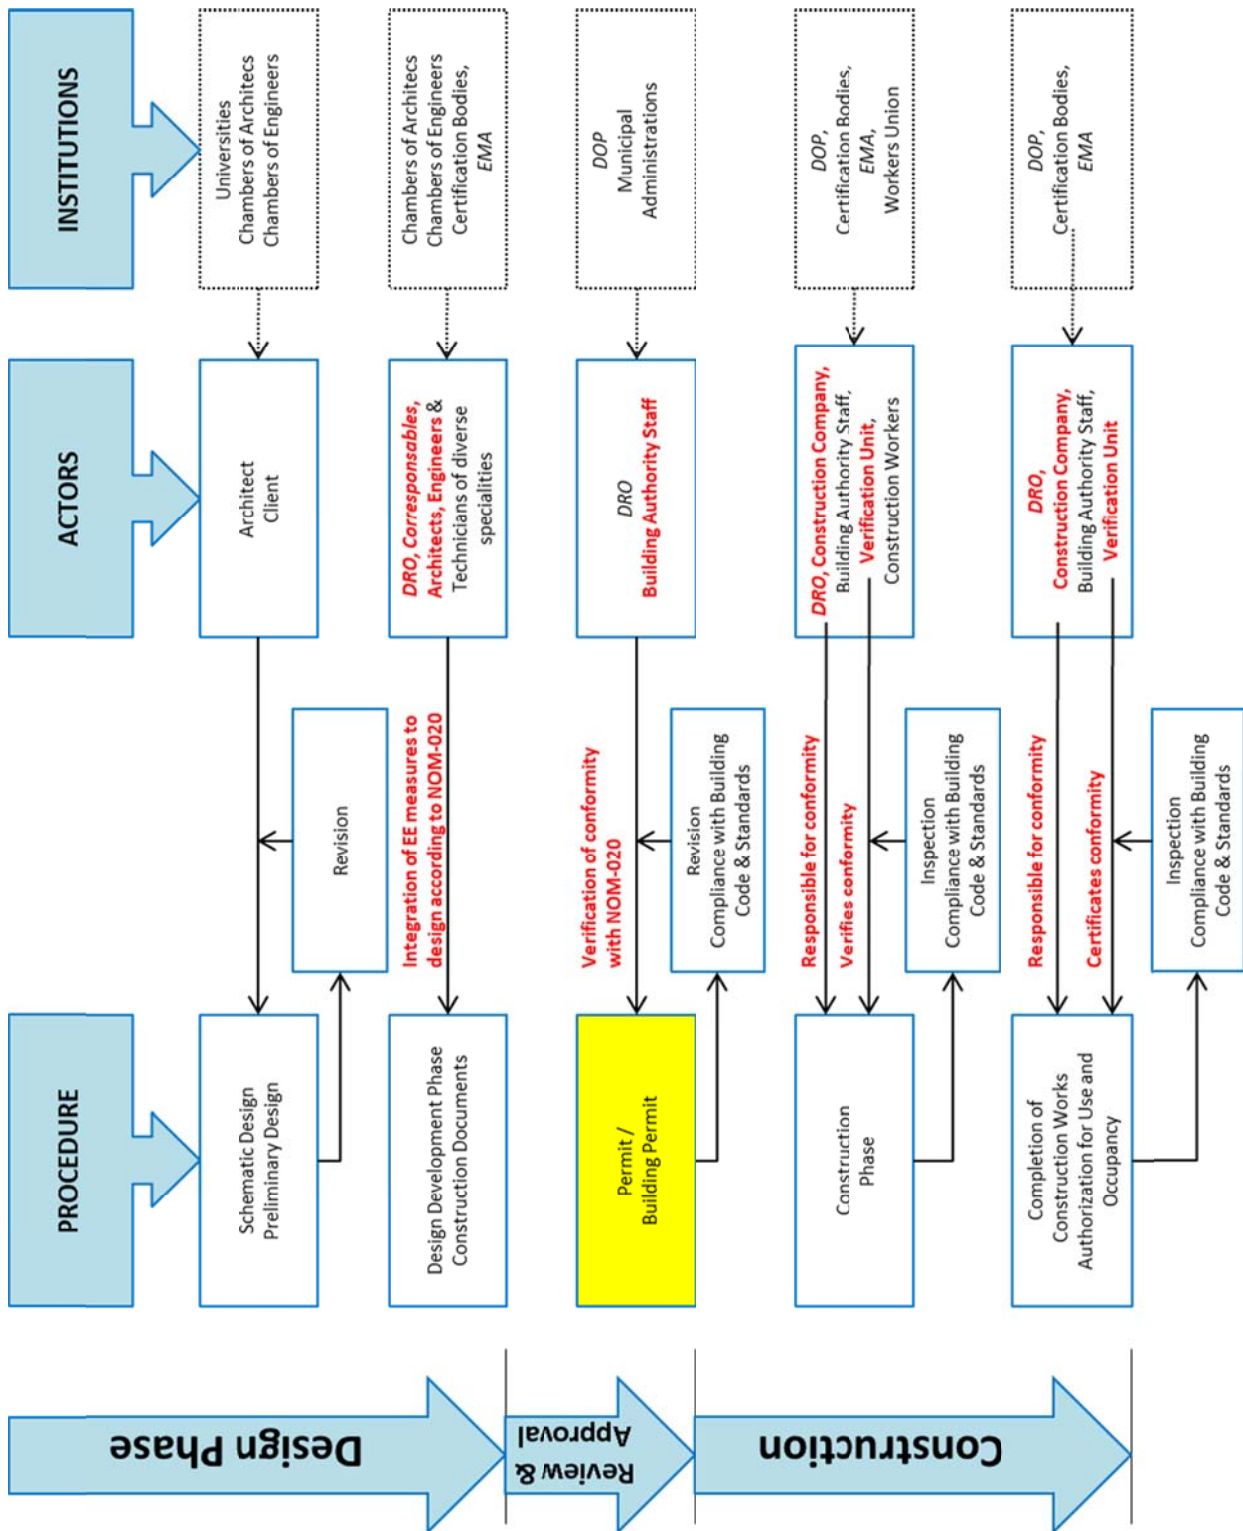 PROCEDURE
ACTORS
INSTITUTIONS
Design Phase
Schematic Design
Preliminary Design
Revision
Architect
Client
Universities
Chambers of Architecs
Chambers of Engineers
Design Development Phase
Construction Documents
Integration of EE measures to
design according to NOM-020
DRO, Corresponsables,
Architects, Engineers &
Technicians of diverse
specialities
Chambers of Architecs
Chambers of Engineers
Certification Bodies,
EMA
Review &
Approval
Permit /
Building Permit
Verification of conformity
with NOM-020
Revision
Compliance with Building
Code & Standards
DRO
Building Authority Staff
DOP
Municipal
Administrations
Construction
Construction
Phase
Responsible for conformity
Verifies conformity
Inspection
Compliance with Building
Code & Standards
DRO, Construction Company,
Building Authority Staff,
Verification Unit,
Construction Workers
DOP,
Certification Bodies,
EMA,
Workers Union
Completion of
Construction Works
Authorization for Use and
Occupancy
Responsible for conformity
Certificates conformity
Inspection
Compliance with Building
Code & Standards
DRO,
Construction Company,
Building Authority Staff,
Verification Unit
DOP,
Certification Bodies,
EMA